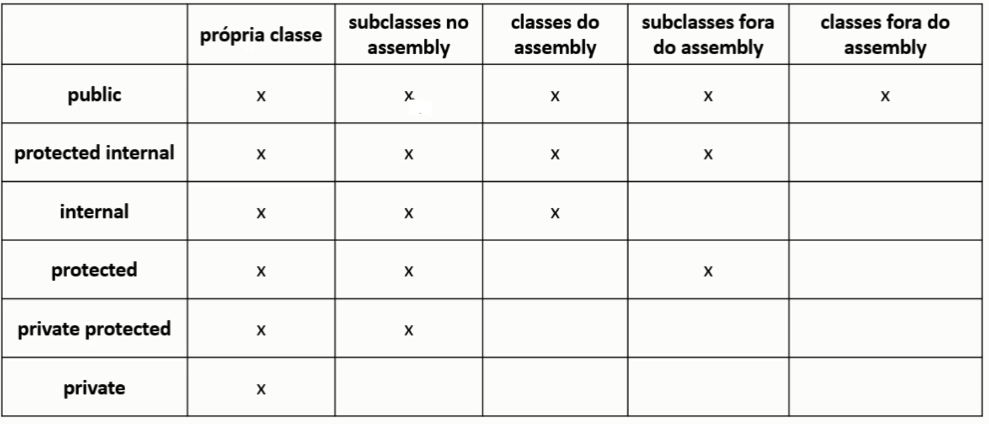 própria classe subclasses no assembly classes do assembly subclasses fora do assembly classes fora do assembly
public x x x x x
protected internal x x x x
internal x x x
protected x x x
private protected x x
private x